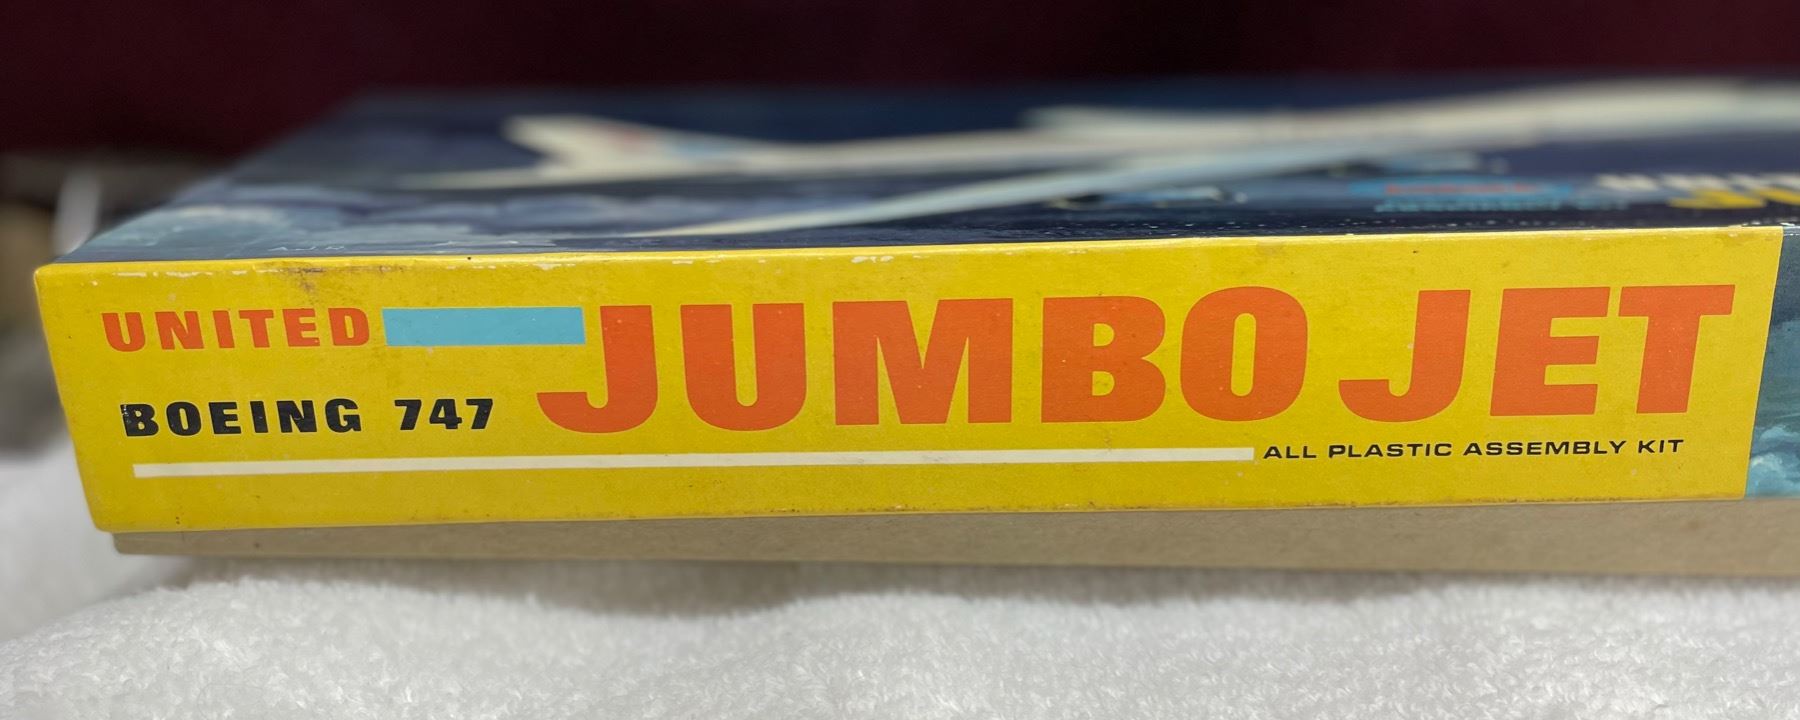 UNITED
JUMBO JET
BOEING 747
ALL PLASTIC ASSEMBLY KIT